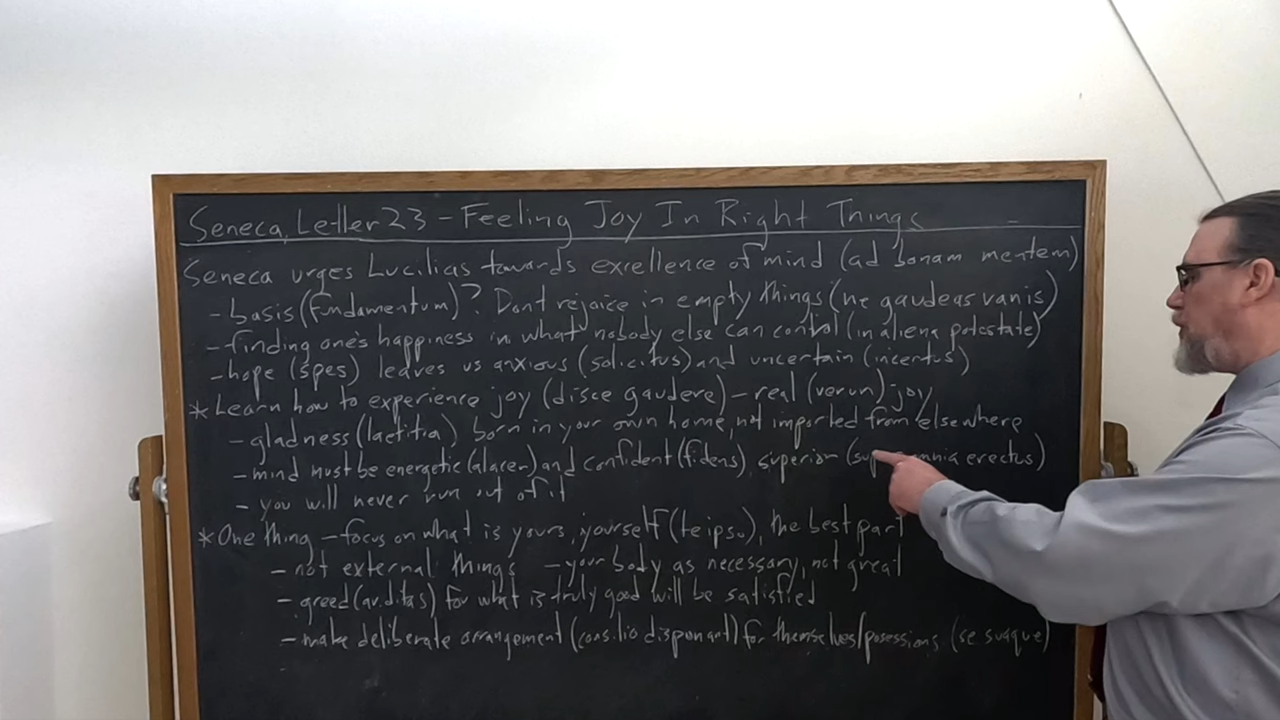 Seneca, Letter 23 - Feeling Joy In Right Things
Seneca urges Lucilius towards excellence of mind (ad bonam mentem)
- basis (fundamentum)? Dont rejoice in empty things (ne gaudeas vanis)
- finding one's happiness in what nobody else can control (in aliena potestate)
- hope (spes) leaves us anxious (solicitus) and uncertain (incertus)
* Learn how to experience joy (disce gaudere) - real (verum) joy
- gladness (laetitia) born in your own home, not imported from elsewhere
- mind must be energetic (alacer) and confident (fidens), superior (sup omnia erectus)
- you will never run out of it
* One thing - focus on what is yours, yourself (te ipso), the best part
- not external things - your body as necessary, not great
- greed (aviditas) for what is truly good will be satisfied
- make deliberate arrangement (consilio disponant) for themselves/posessions (se suaque)